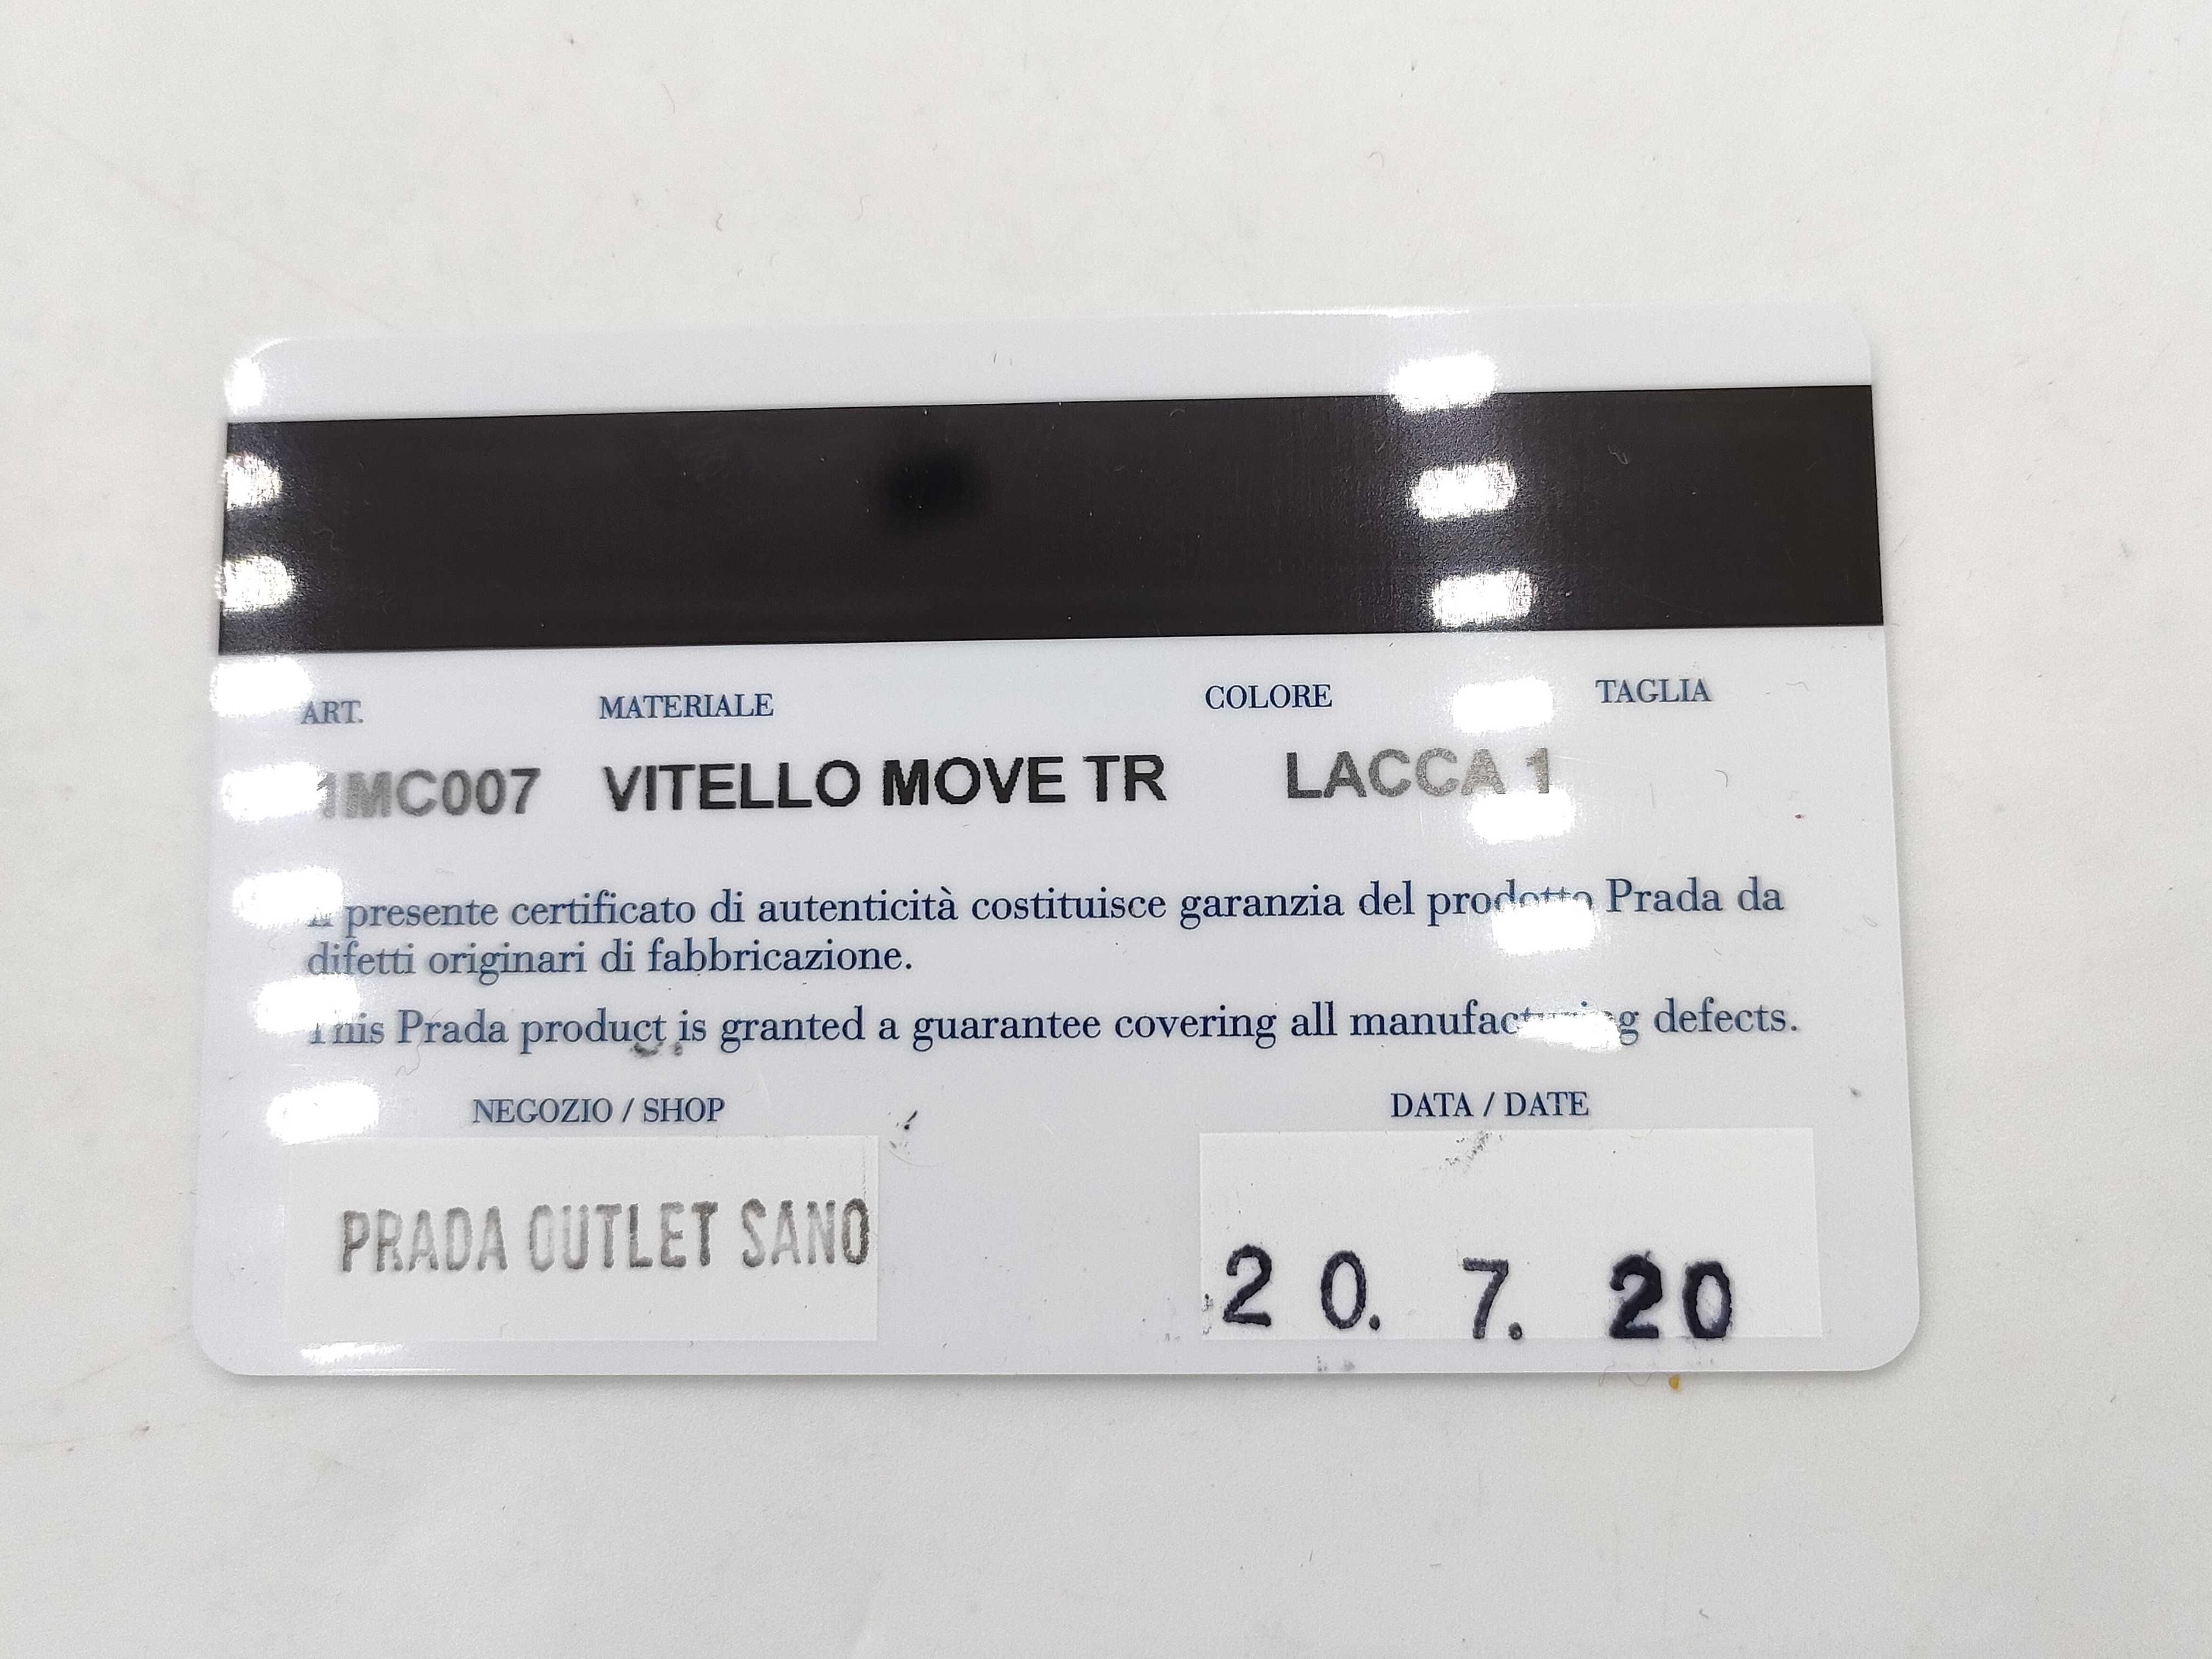 ART. MATERIALE COLORE TAGLIA
1MC007 VITELLO MOVE TR LACCA 1
presente certificato di autenticità costituisce garanzia del prodotto Prada da
difetti originari di fabbricazione.
This Prada product is granted a guarantee covering all manufacturing defects.
NEGOZIO / SHOP DATA / DATE
PRADA OUTLET SANO 20. 7. 20